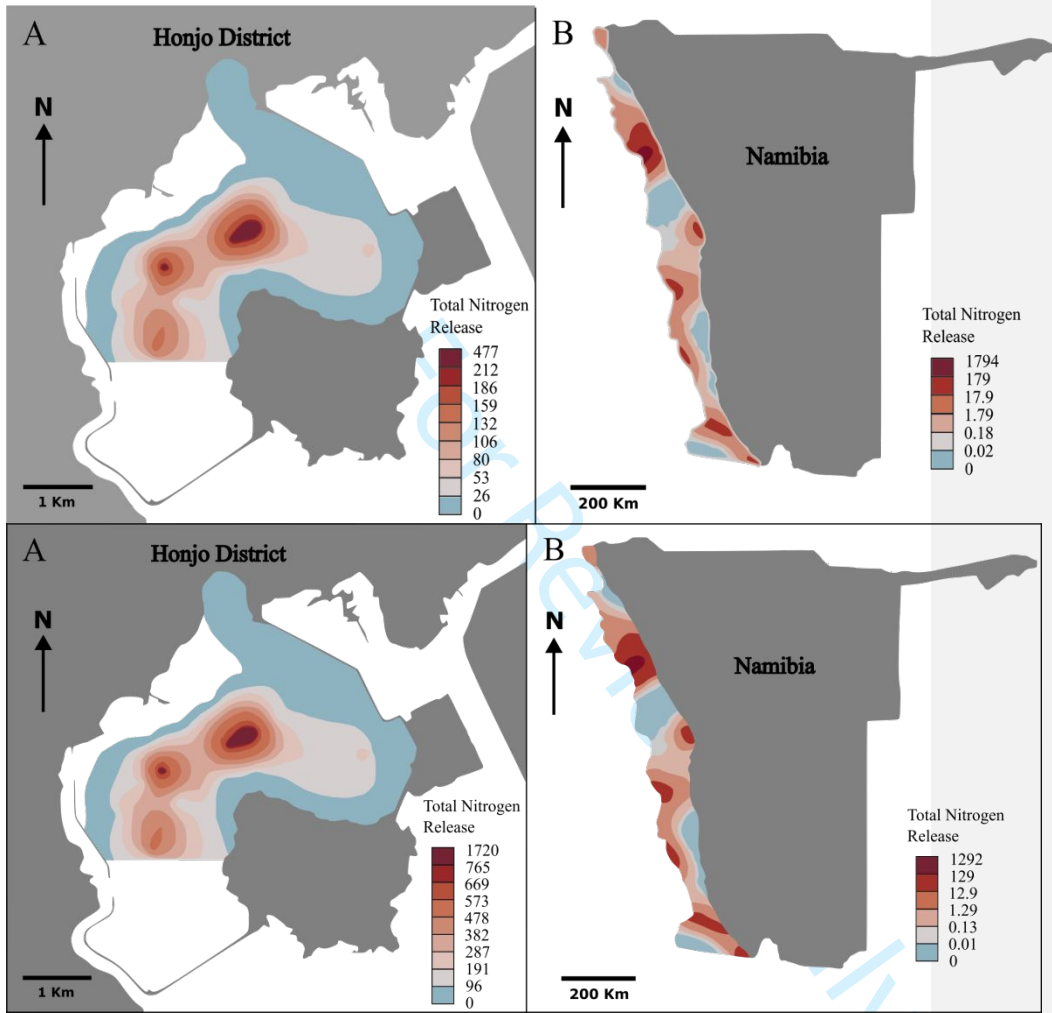 A
Honjo District
N
Total Nitrogen
Release
477
212
186
159
132
106
80
53
26
0
1 Km
B
N
Namibia
Total Nitrogen
Release
1794
179
17.9
1.79
0.18
0.02
0
200 Km
A
Honjo District
N
Total Nitrogen
Release
1720
765
669
573
478
382
287
191
96
0
1 Km
B
N
Namibia
Total Nitrogen
Release
1292
129
12.9
1.29
0.13
0.01
0
200 Km
For Review